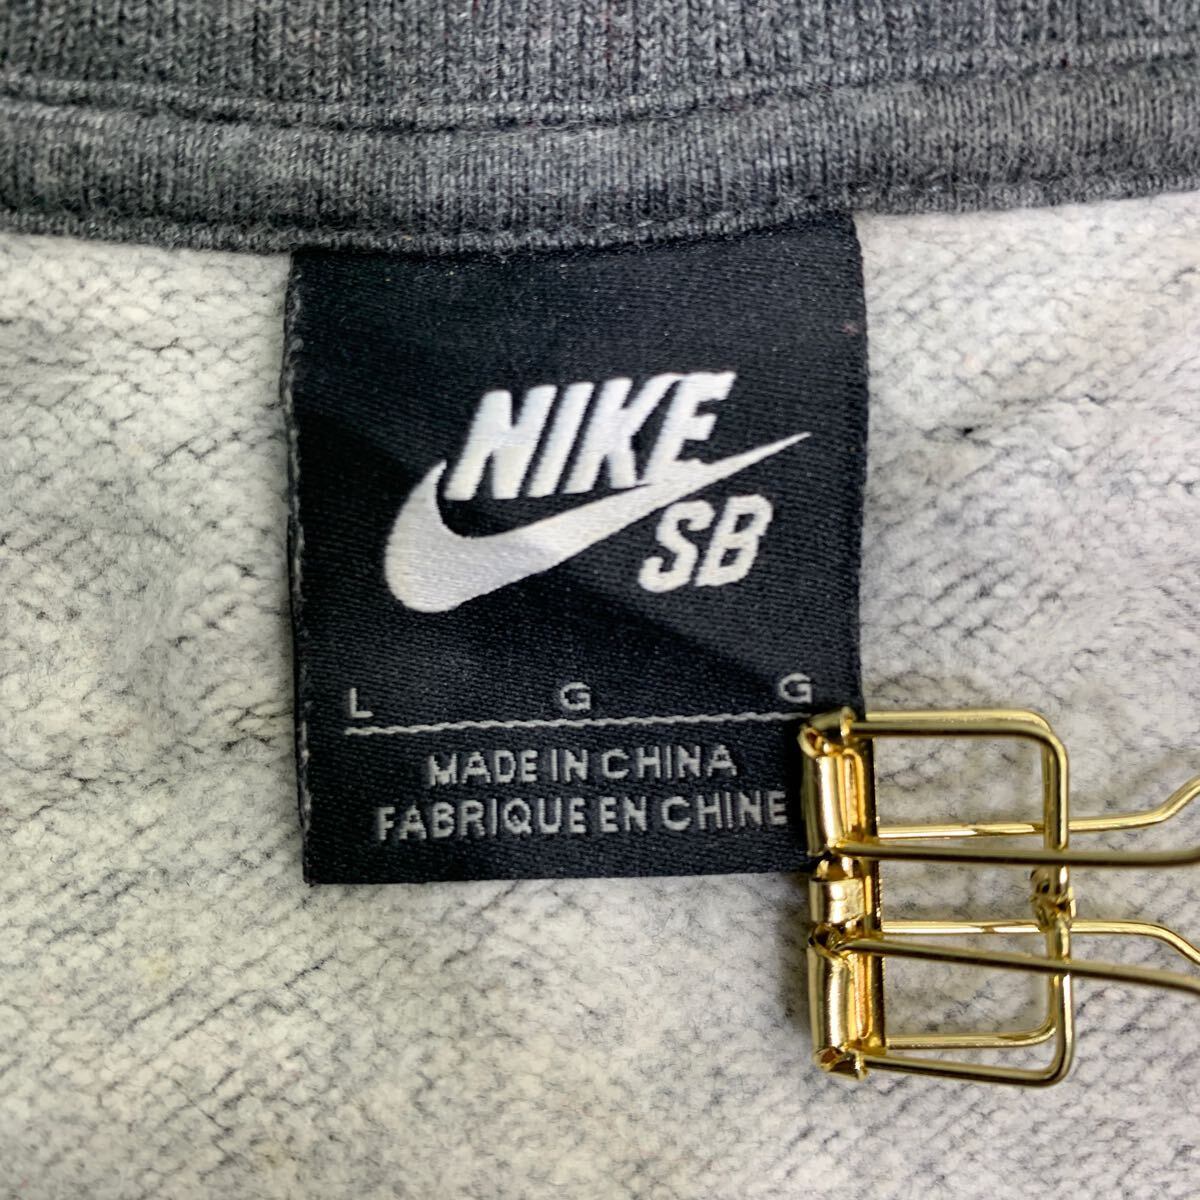 NIKE
SB
L G G
MADE IN CHINA
FABRIQUE EN CHINE